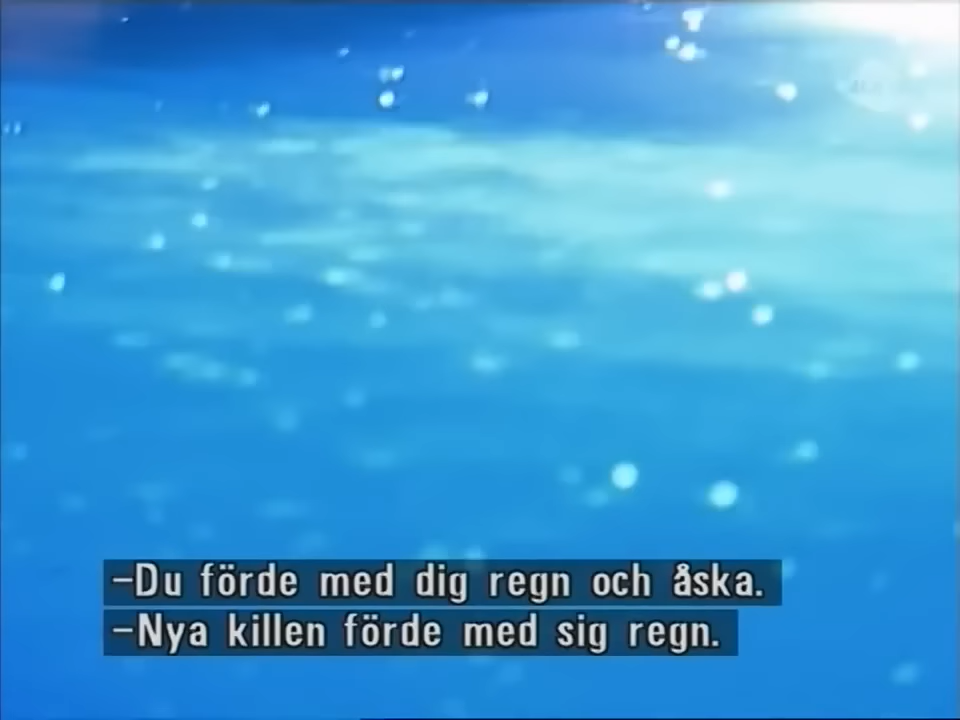 –Du förde med dig regn och åska.
–Nya killen förde med sig regn.